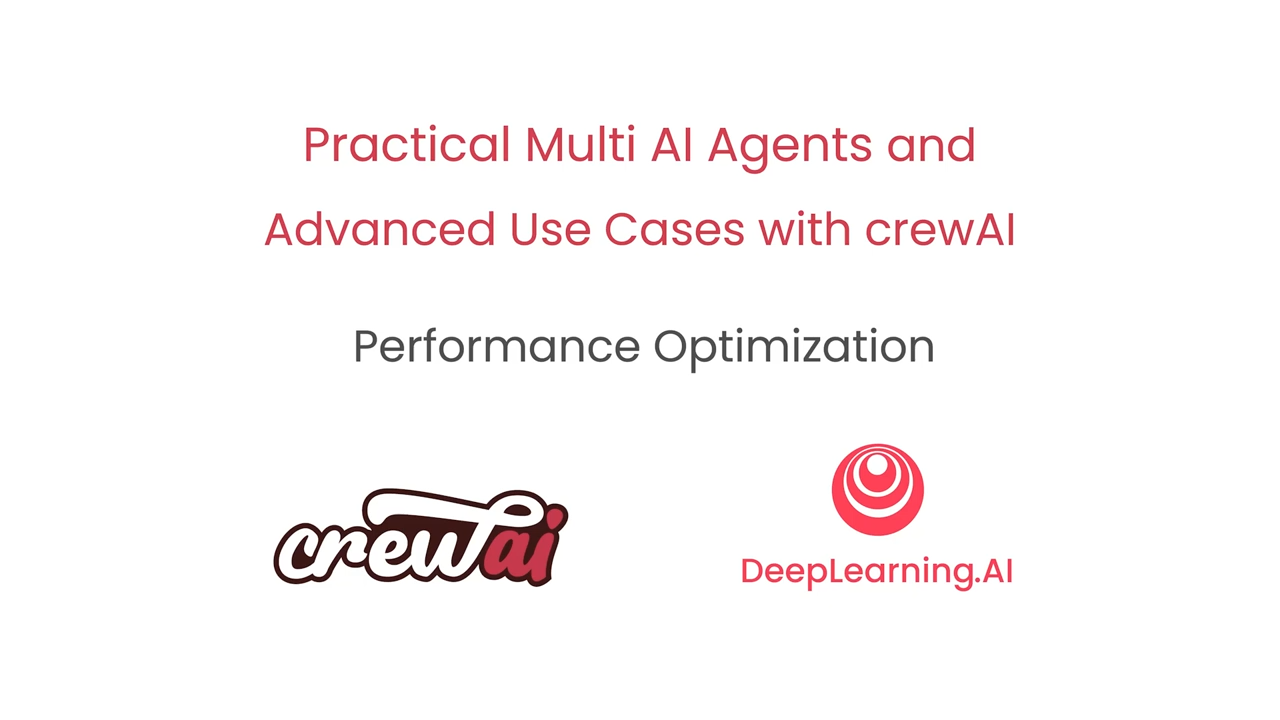 Practical Multi AI Agents and
Advanced Use Cases with crewAI
Performance Optimization
crewai
DeepLearning.AI